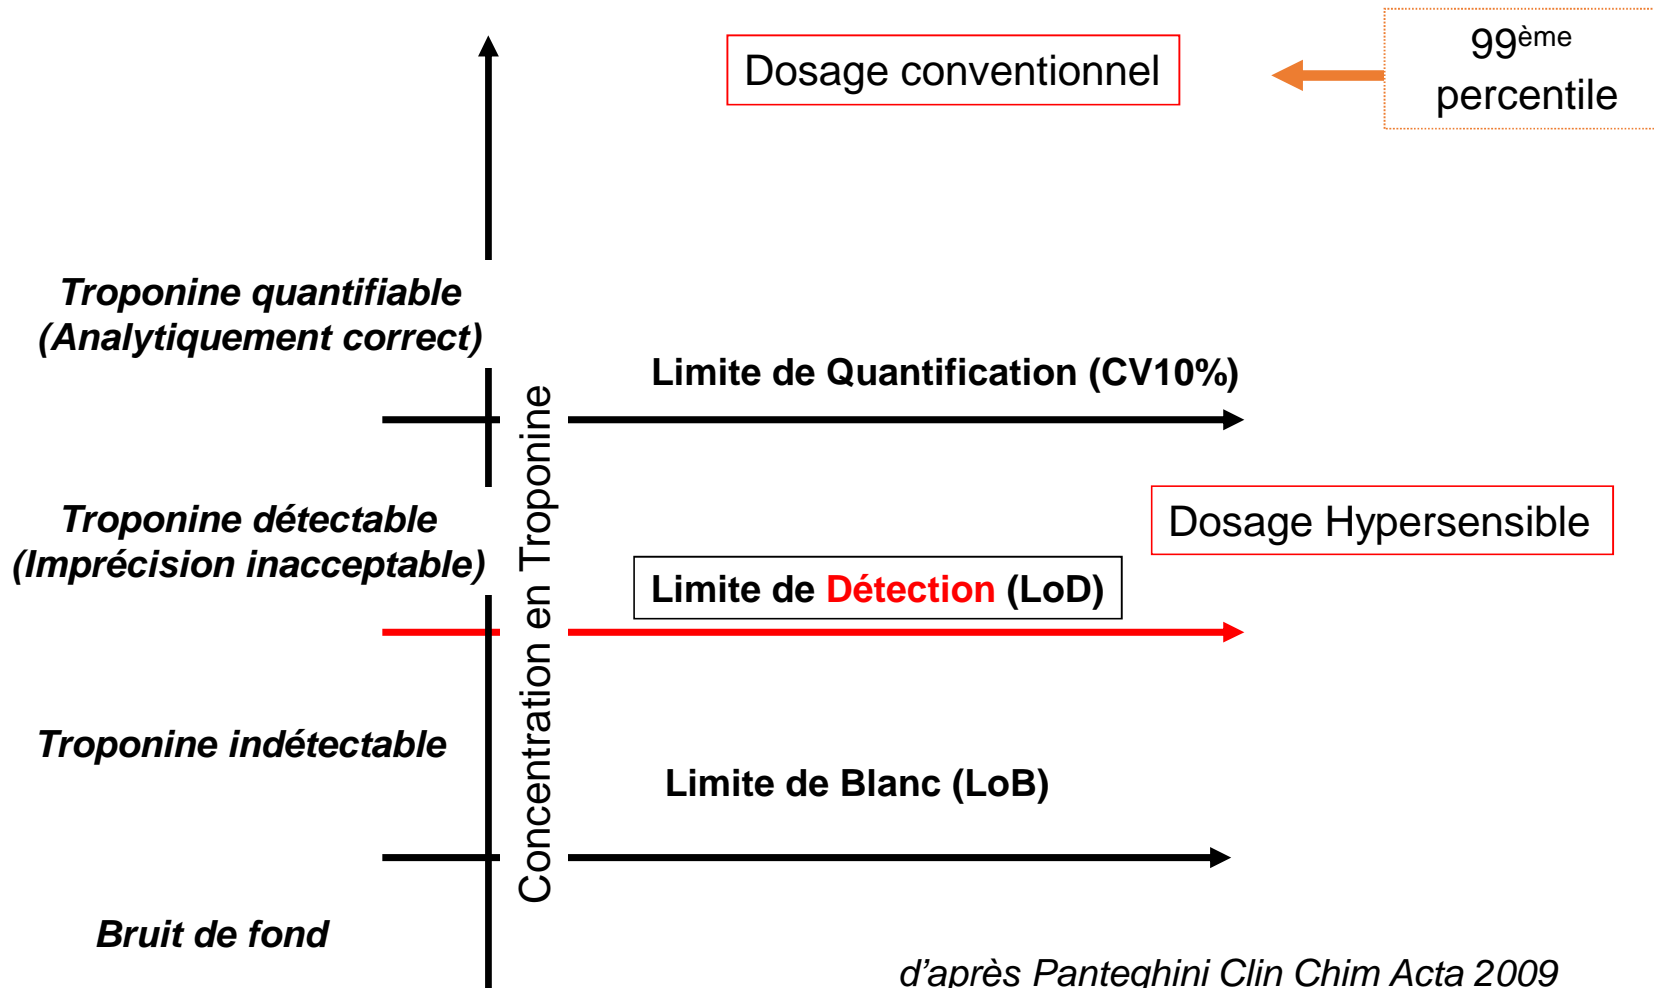 Dosage conventionnel
99ème
percentile
Troponine quantifiable
(Analytiquement correct)
Limite de Quantification (CV10%)
Concentration en Troponine
Troponine détectable
(Imprécision inacceptable)
Dosage Hypersensible
Limite de Détection (LoD)
Troponine indétectable
Limite de Blanc (LoB)
Bruit de fond
d'après Panteghini Clin Chim Acta 2009